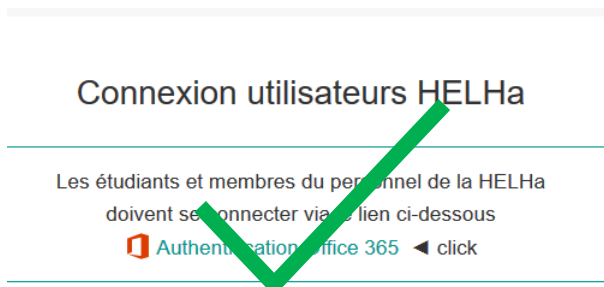 Connexion utilisateurs HELHa
Les étudiants et membres du personnel de la HELHa
doivent se connecter via le lien ci-dessous
Authentication Office 365 ◄ click